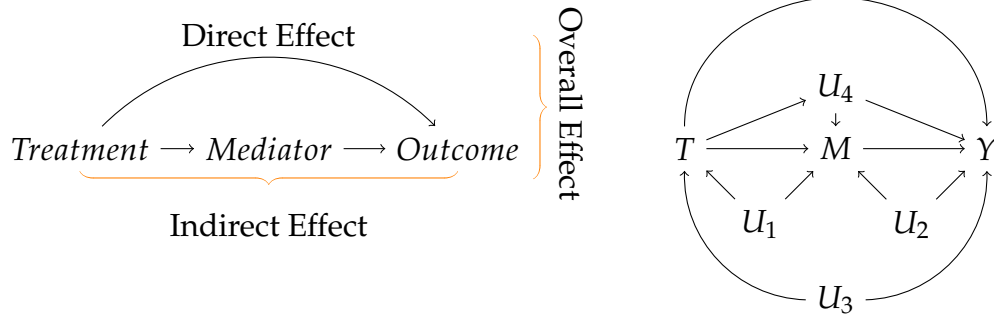 Direct Effect
Treatment Mediator Outcome
Indirect Effect
Overall Effect
U4
T M Y
U1 U2
U3